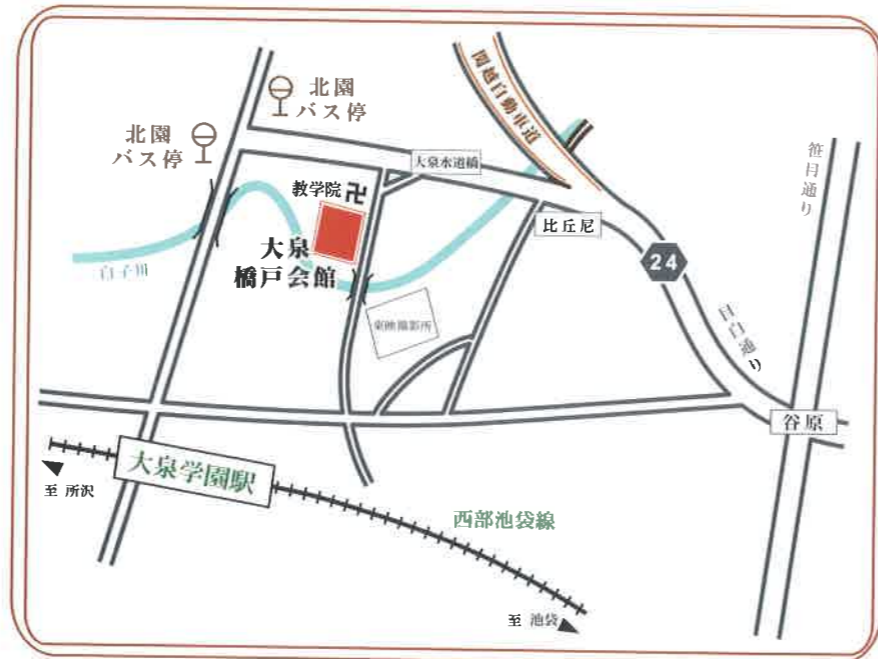 北園
バス停
北園
バス停
関越自動車道
大泉水道橋
笹目通り
教学院 卍
比丘尼
大泉
橋戸会館
白子川
24
東映撮影所
目白通り
谷原
大泉学園駅
至 所沢
西部池袋線
至 池袋